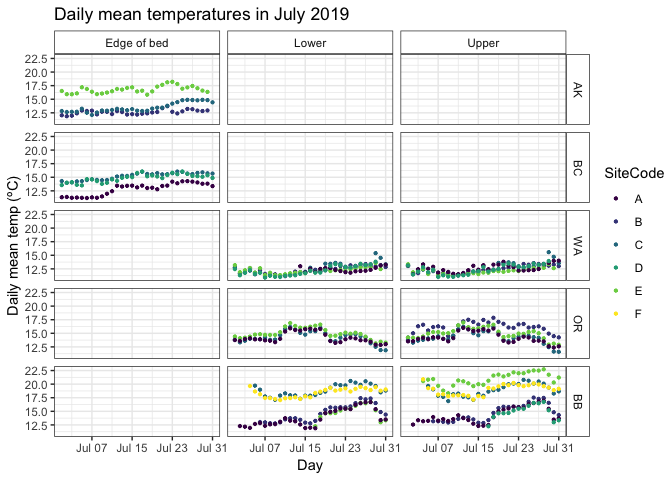 Daily mean temperatures in July 2019
Edge of bed
Lower
Upper
22.5
20.0
17.5
15.0
12.5
AK
22.5
20.0
17.5
15.0
12.5
BC
22.5
20.0
17.5
15.0
12.5
WA
22.5
20.0
17.5
15.0
12.5
OR
22.5
20.0
17.5
15.0
12.5
BB
Daily mean temp (ºC)
Jul 07 Jul 15 Jul 23 Jul 31
Jul 07 Jul 15 Jul 23 Jul 31
Jul 07 Jul 15 Jul 23 Jul 31
Day
SiteCode
A
B
C
D
E
F